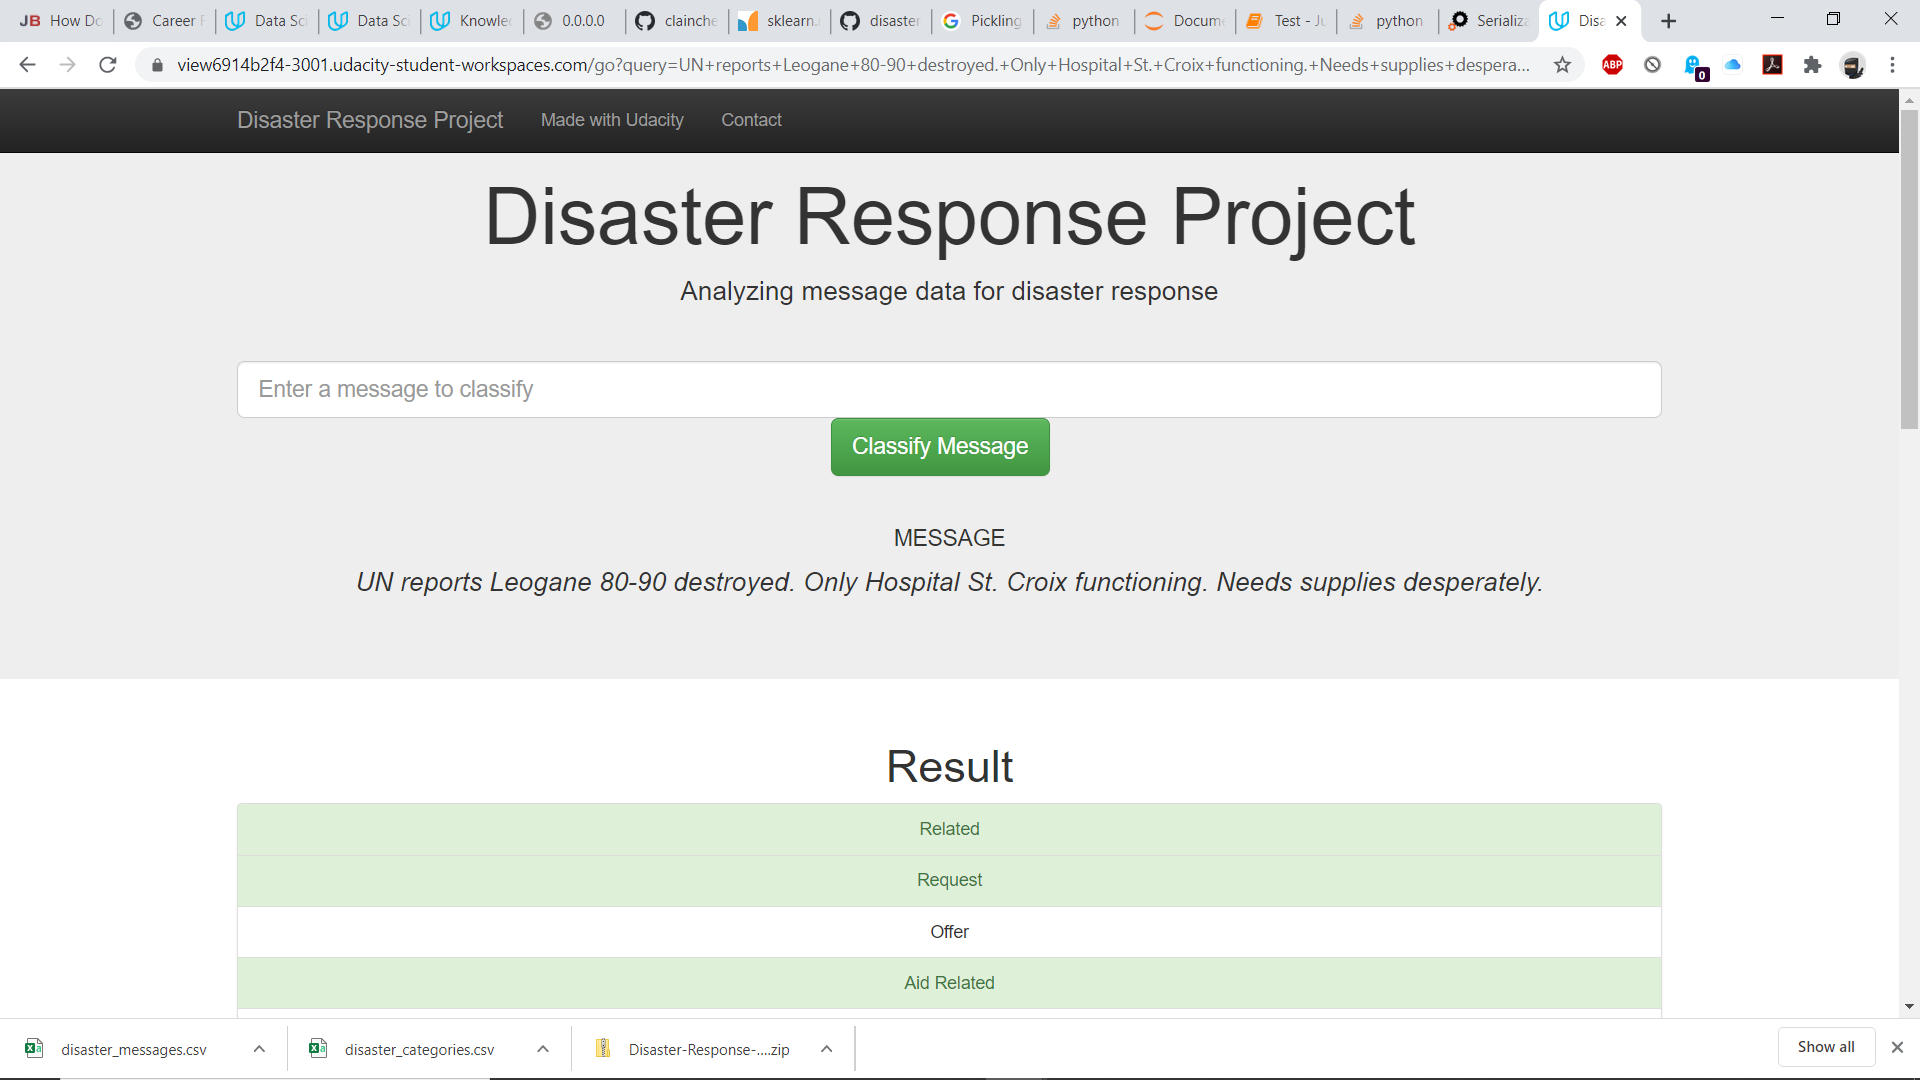 JB How Do
Career
Data Sci
Data Sci
Knowle
0.0.0.0
clainche
sklearn.
disaster
Pickling
python
Docum
Test - Ju
python
Serializa
Disa
view6914b2f4-3001.udacity-student-workspaces.com/go?query=UN+reports+Leogane+80-90+destroyed.+Only+Hospital+St.+Croix+functioning.+Needs+supplies+despera...
ABP
0
Disaster Response Project
Made with Udacity
Contact
Disaster Response Project
Analyzing message data for disaster response
Enter a message to classify
Classify Message
MESSAGE
UN reports Leogane 80-90 destroyed. Only Hospital St. Croix functioning. Needs supplies desperately.
Result
Related
Request
Offer
Aid Related
disaster_messages.csv
disaster_categories.csv
Disaster-Response-....zip
Show all